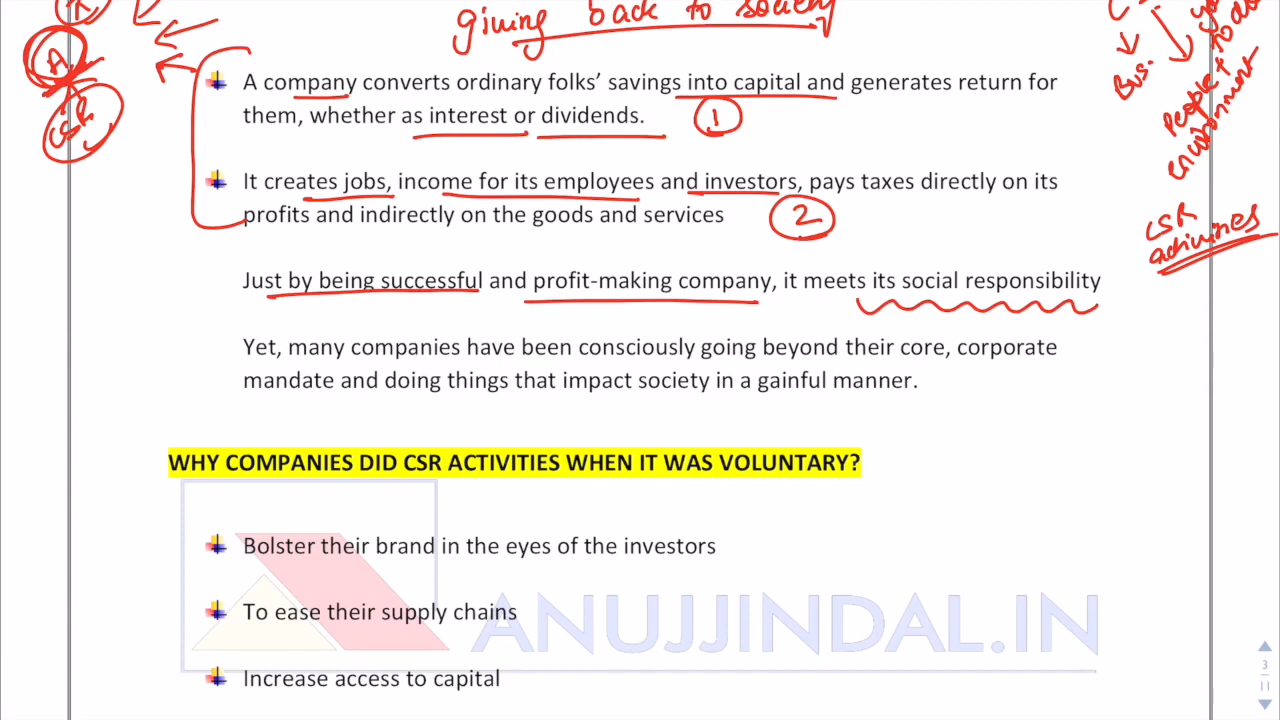 giving back to society
A company converts ordinary folks' savings into capital and generates return for
them, whether as interest or dividends.
1
It creates jobs, income for its employees and investors, pays taxes directly on its
profits and indirectly on the goods and services
2
Just by being successful and profit-making company, it meets its social responsibility
Yet, many companies have been consciously going beyond their core, corporate
mandate and doing things that impact society in a gainful manner.
WHY COMPANIES DID CSR ACTIVITIES WHEN IT WAS VOLUNTARY?
Bolster their brand in the eyes of the investors
To ease their supply chains
Increase access to capital
ANUJJINDAL.IN
A
CSR
Bus.
People +
environment
CSR
activities
3
11